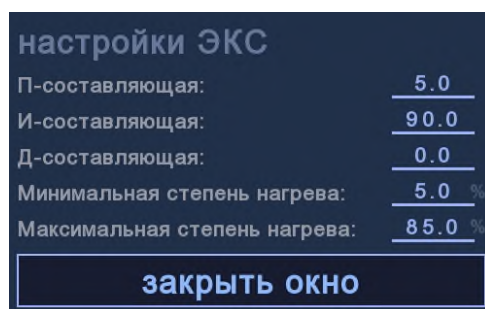 настройки ЭКС
П-составляющая: 5.0
И-составляющая: 90.0
Д-составляющая: 0.0
Минимальная степень нагрева: 5.0 %
Максимальная степень нагрева: 85.0 %
закрыть окно